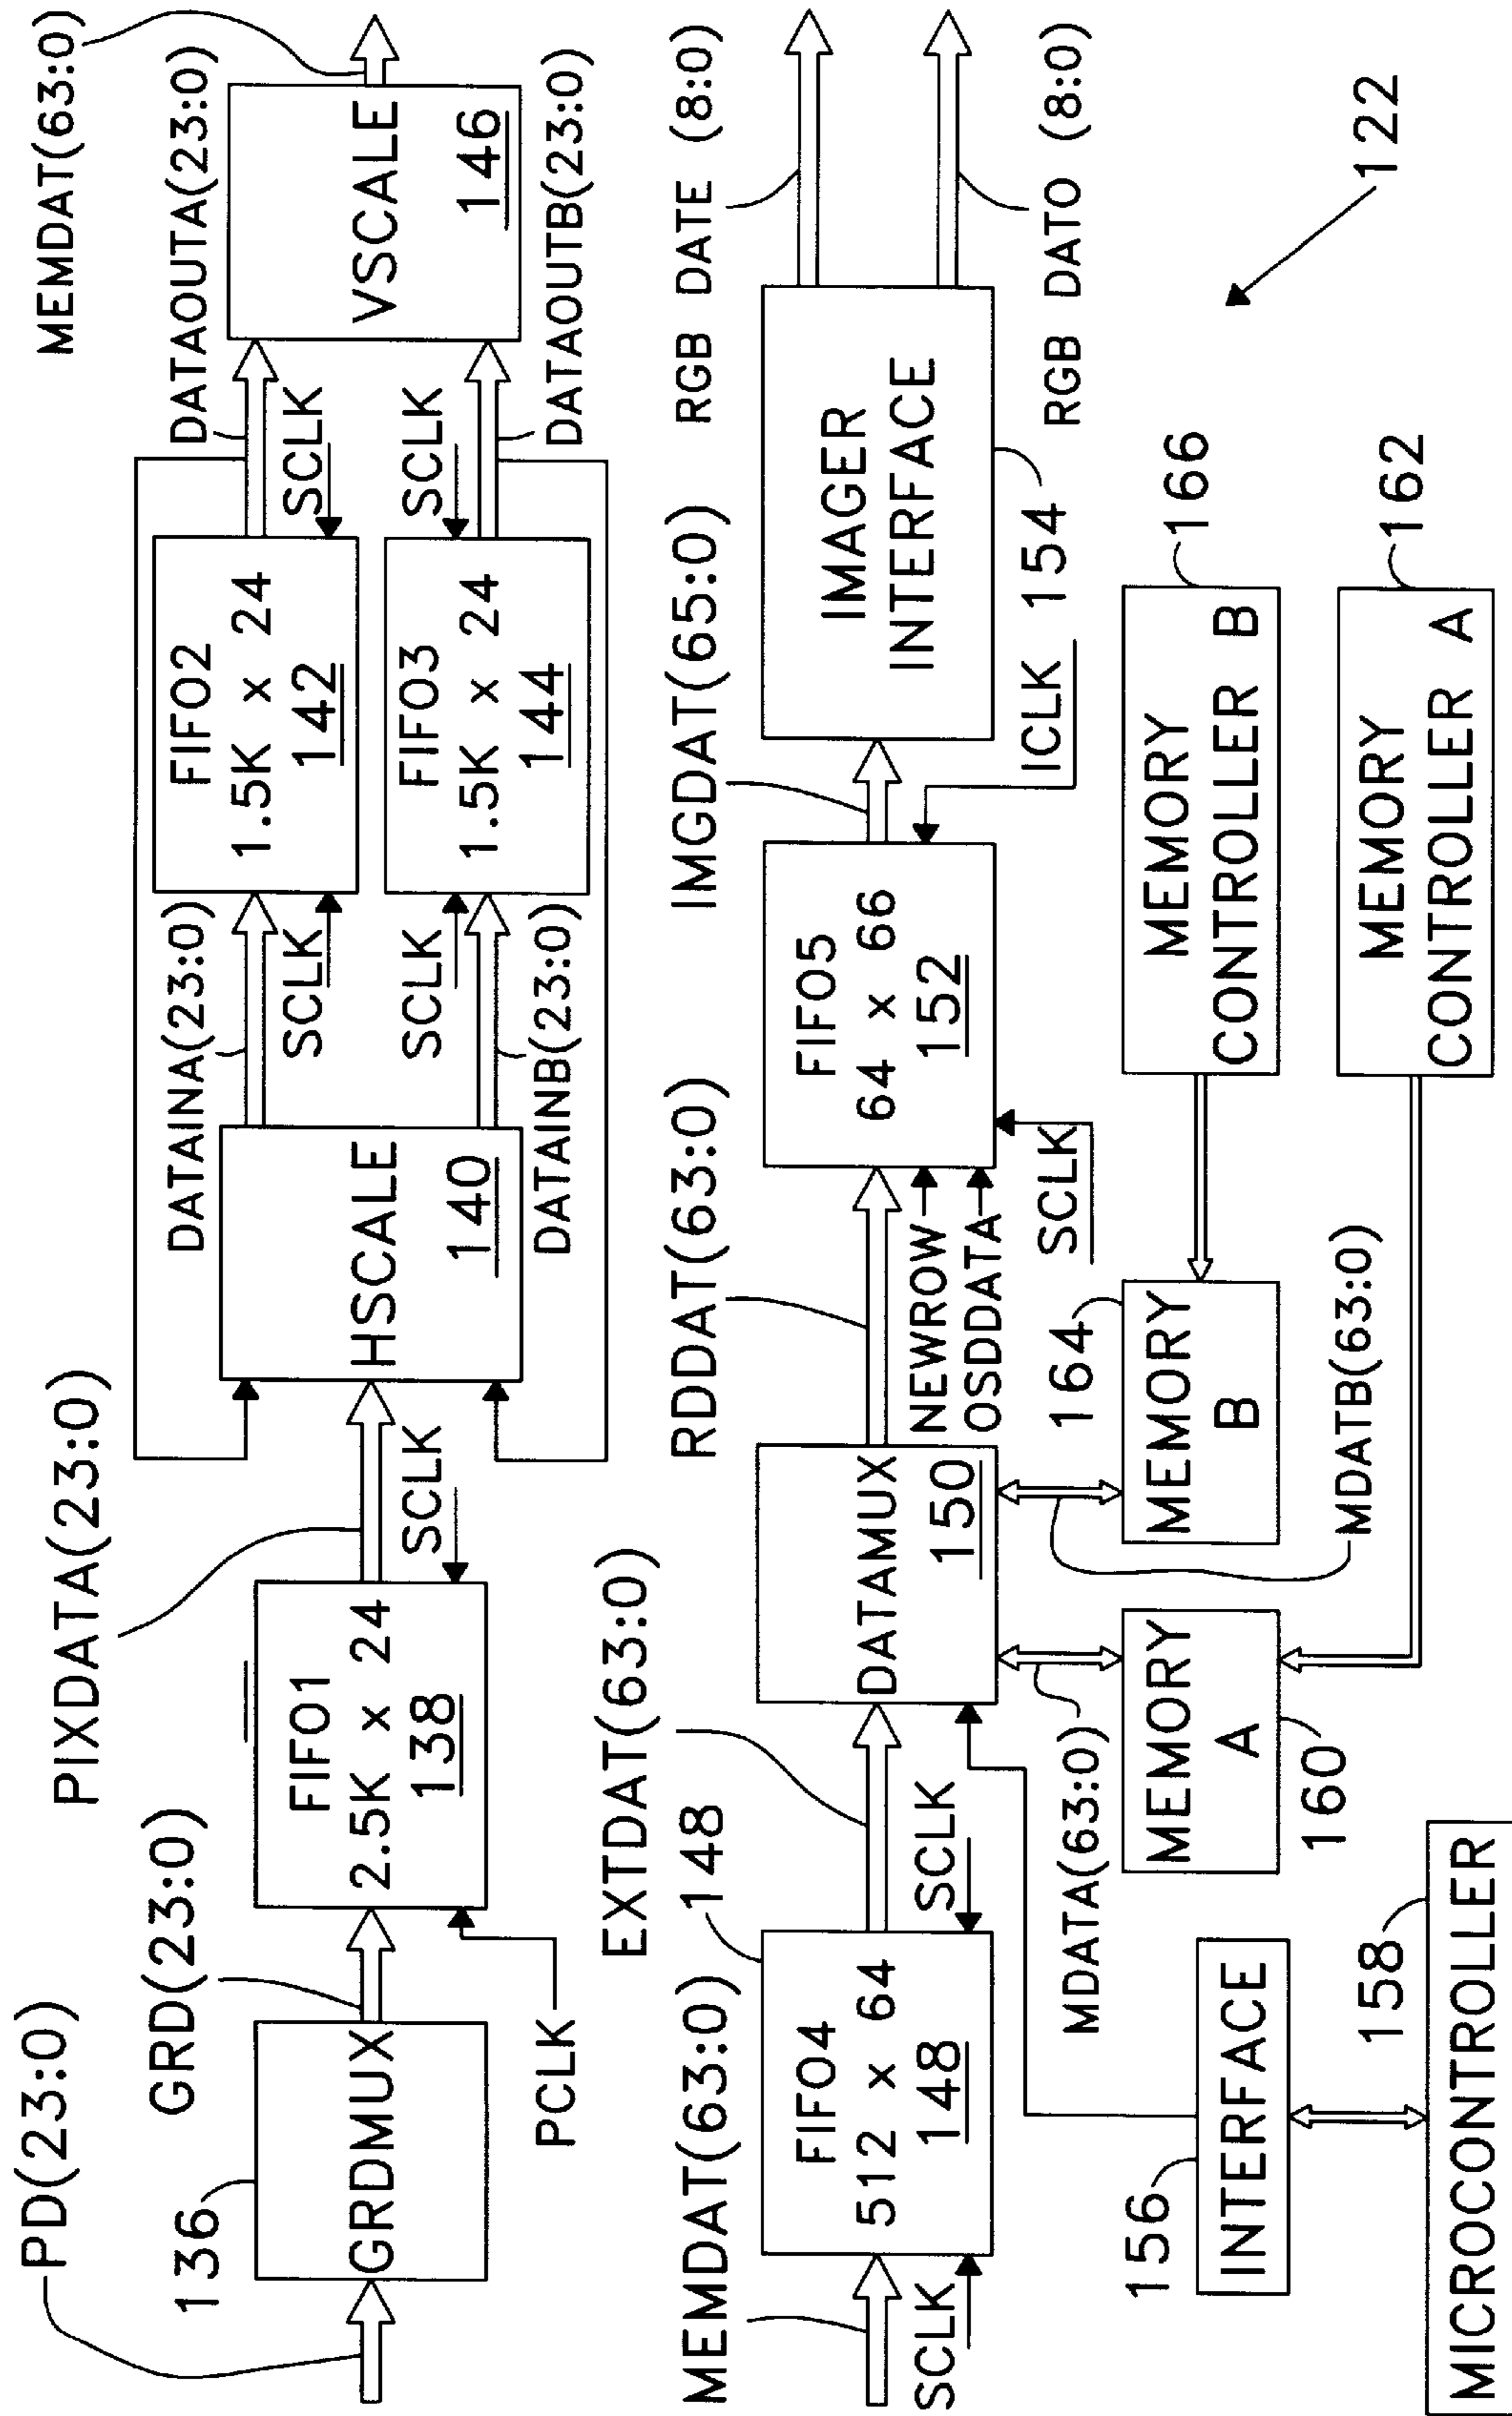 PD(23:0)
136
GRDMUX
GRD(23:0)
PCLK
PIXDATA(23:0)
FIFO1
2.5K x 24
138
SCLK
HSCALE
140
DATAINA(23:0)
SCLK
SCLK
DATAINB(23:0)
FIFO2
1.5K x 24
142
FIFO3
1.5K x 24
144
DATAOUTA(23:0)
SCLK
SCLK
DATAOUTB(23:0)
MEMDAT(63:0)
VSCALE
146
MEMDAT(63:0)
SCLK
FIFO4
512 x 64
148
148
EXTDAT(63:0)
SCLK
DATAMUX
150
RDDAT(63:0)
NEWROW
OSDDATA
SCLK
FIFO5
64 x 66
152
IMGDAT(65:0)
ICLK
154
IMAGER
INTERFACE
RGB DATE (8:0)
RGB DATO (8:0)
MDATA(63:0)
MEMORY
A
160
164
MEMORY
B
MDATB(63:0)
MEMORY
CONTROLLER B
166
MEMORY
CONTROLLER A
162
156
INTERFACE
158
MICROCONTROLLER
122